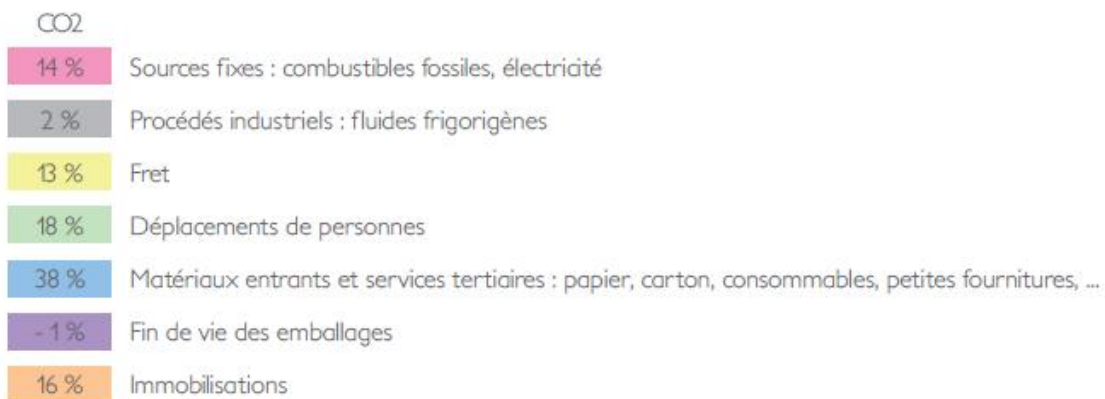 CO2
14 % Sources fixes : combustibles fossiles, électricité
2 % Procédés industriels : fluides frigorigènes
13 % Fret
18 % Déplacements de personnes
38 % Matériaux entrants et services tertiaires : papier, carton, consommables, petites fournitures, ...
- 1 % Fin de vie des emballages
16 % Immobilisations